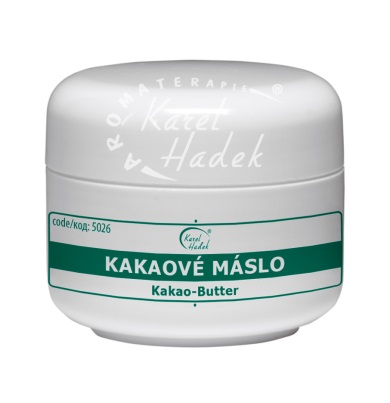 AROMATERAPIE®
Karel
Hadek
code/код: 5026
Karel
Hadek
KAKAOVÉ MÁSLO
Kakao-Butter